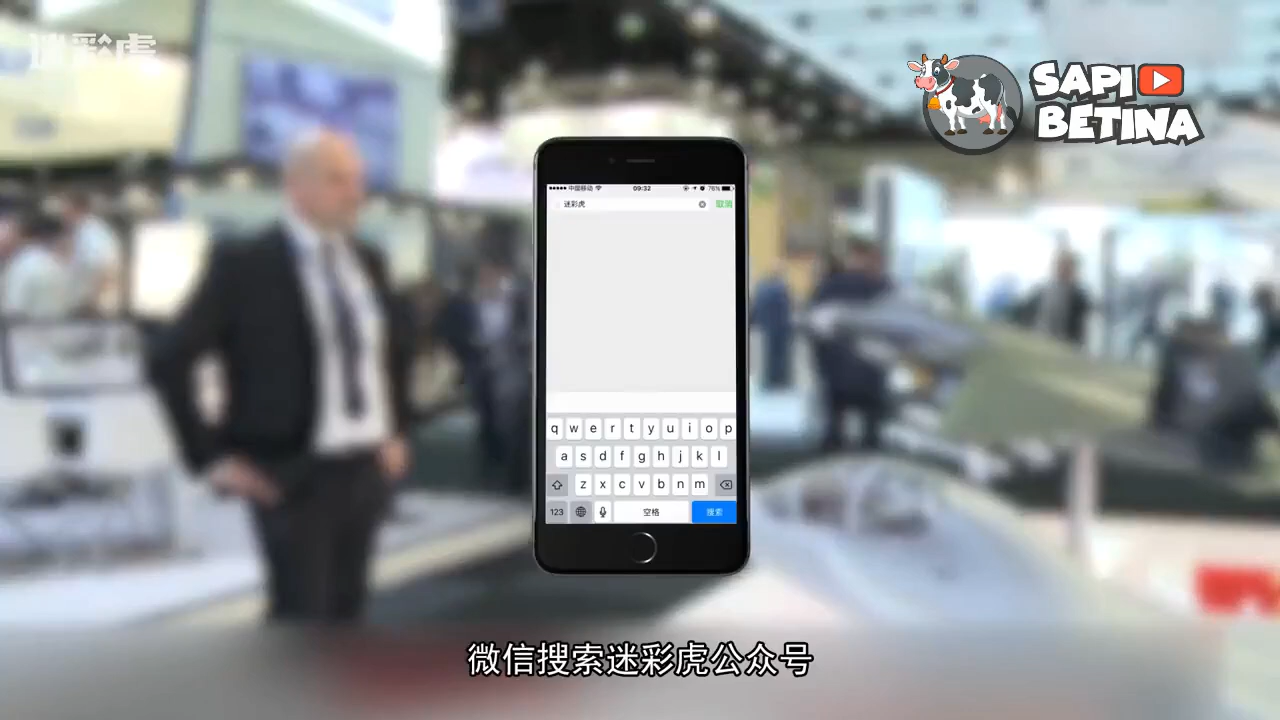 迷彩虎
SAPI
BETINA
中国移动 09:32 76%
迷彩虎 取消
q w e r t y u i o p
a s d f g h j k l
z x c v b n m
123 空格 搜索
微信搜索迷彩虎公众号